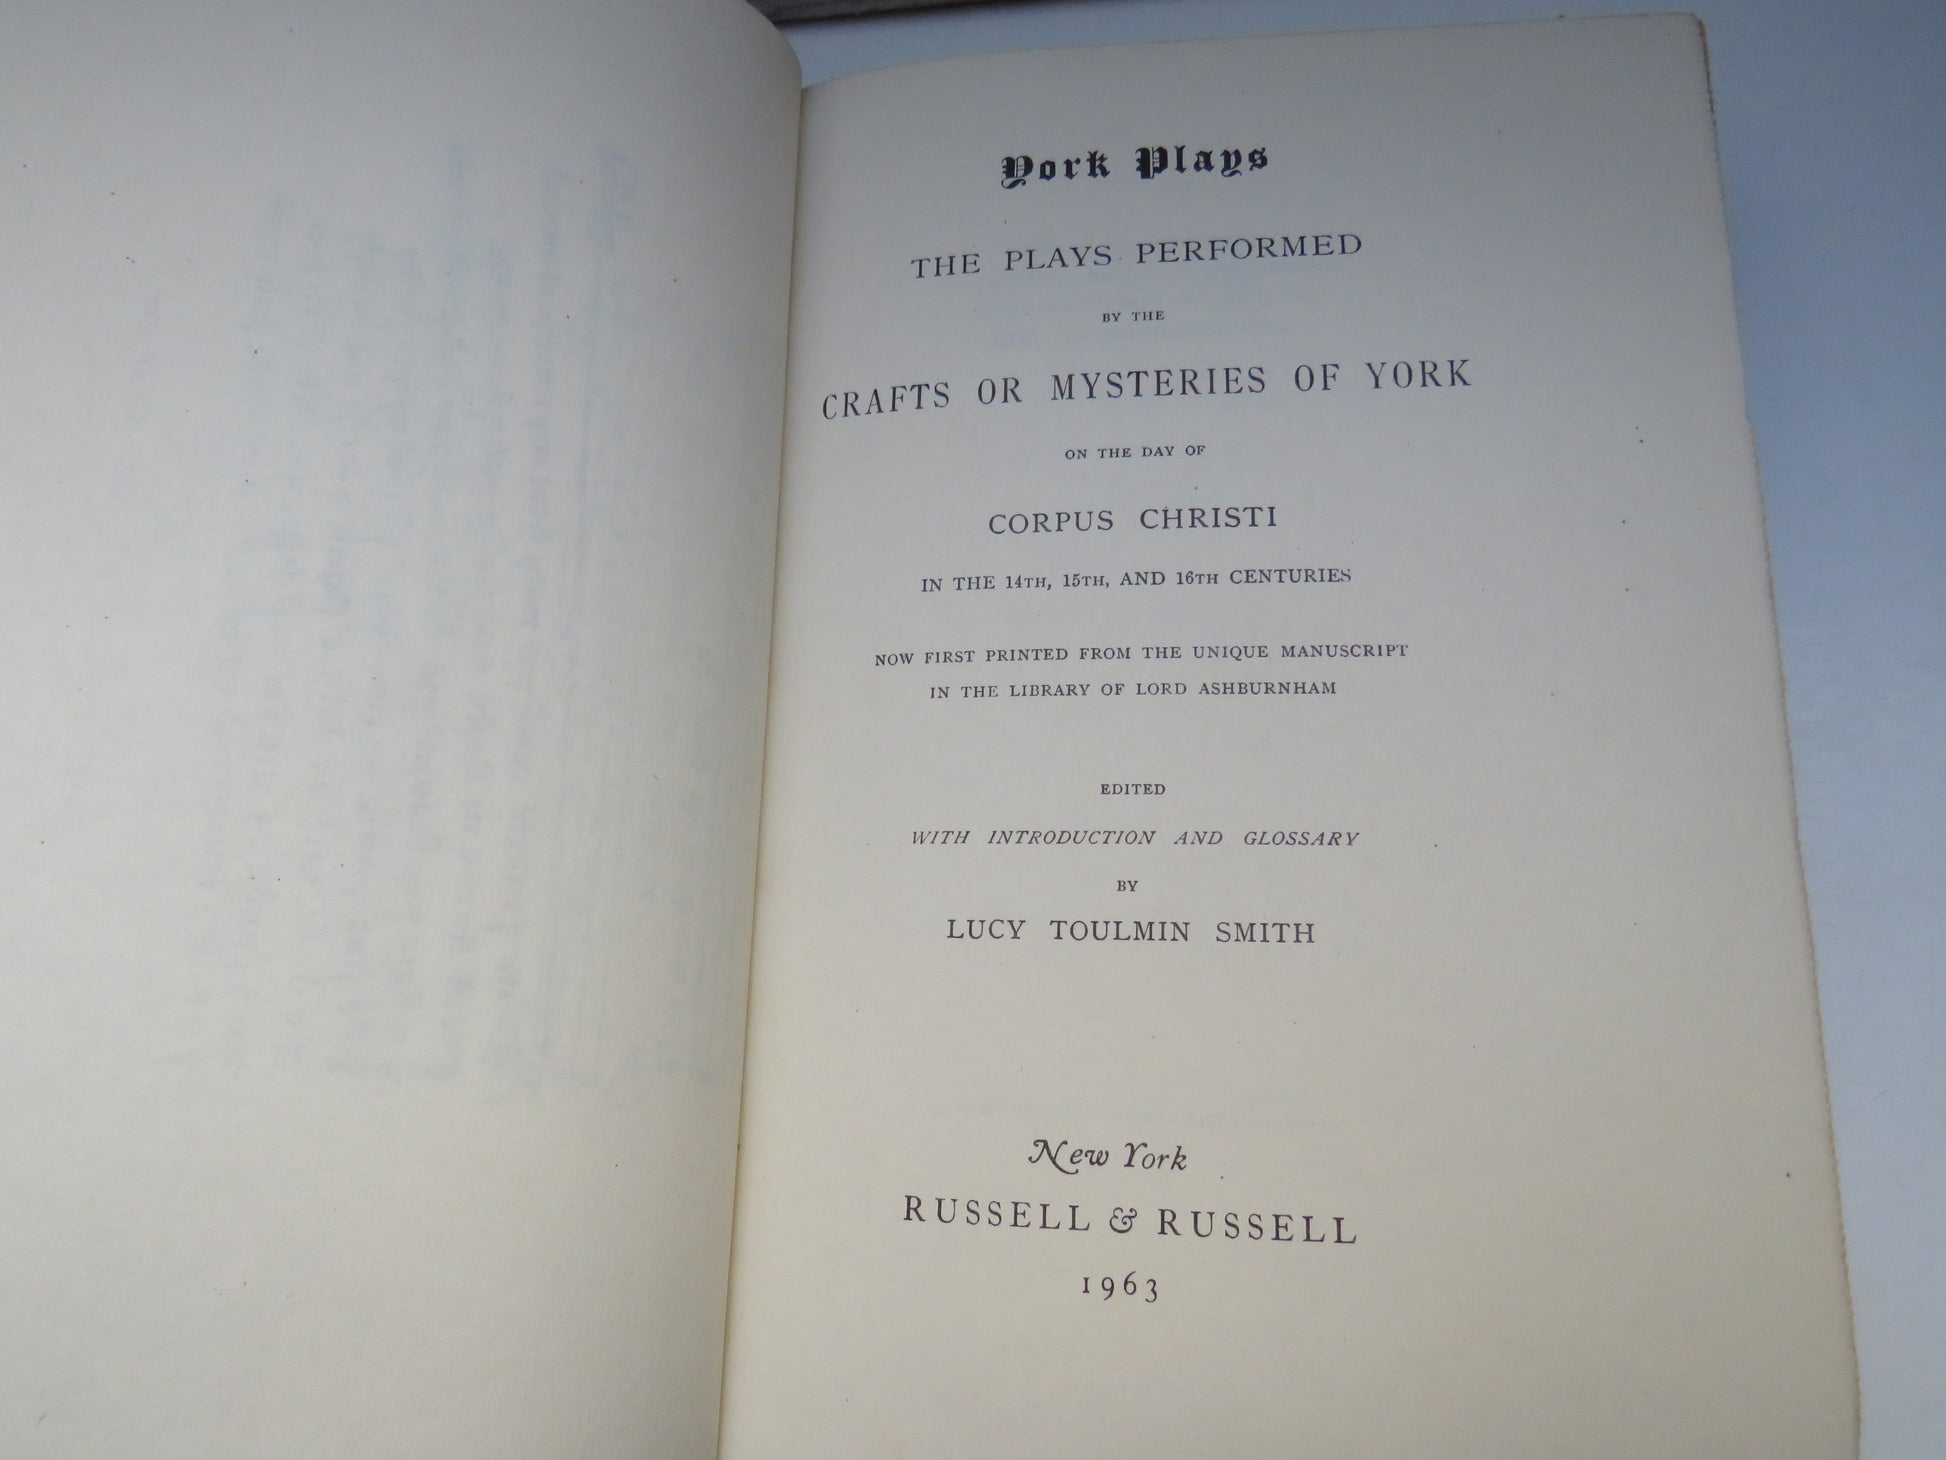 York Plays
THE PLAYS PERFORMED
BY THE
CRAFTS OR MYSTERIES OF YORK
ON THE DAY OF
CORPUS CHRISTI
IN THE 14TH, 15TH, AND 16TH CENTURIES
NOW FIRST PRINTED FROM THE UNIQUE MANUSCRIPT
IN THE LIBRARY OF LORD ASHBURNHAM
EDITED
WITH INTRODUCTION AND GLOSSARY
BY
LUCY TOULMIN SMITH
New York
RUSSELL & RUSSELL
1963